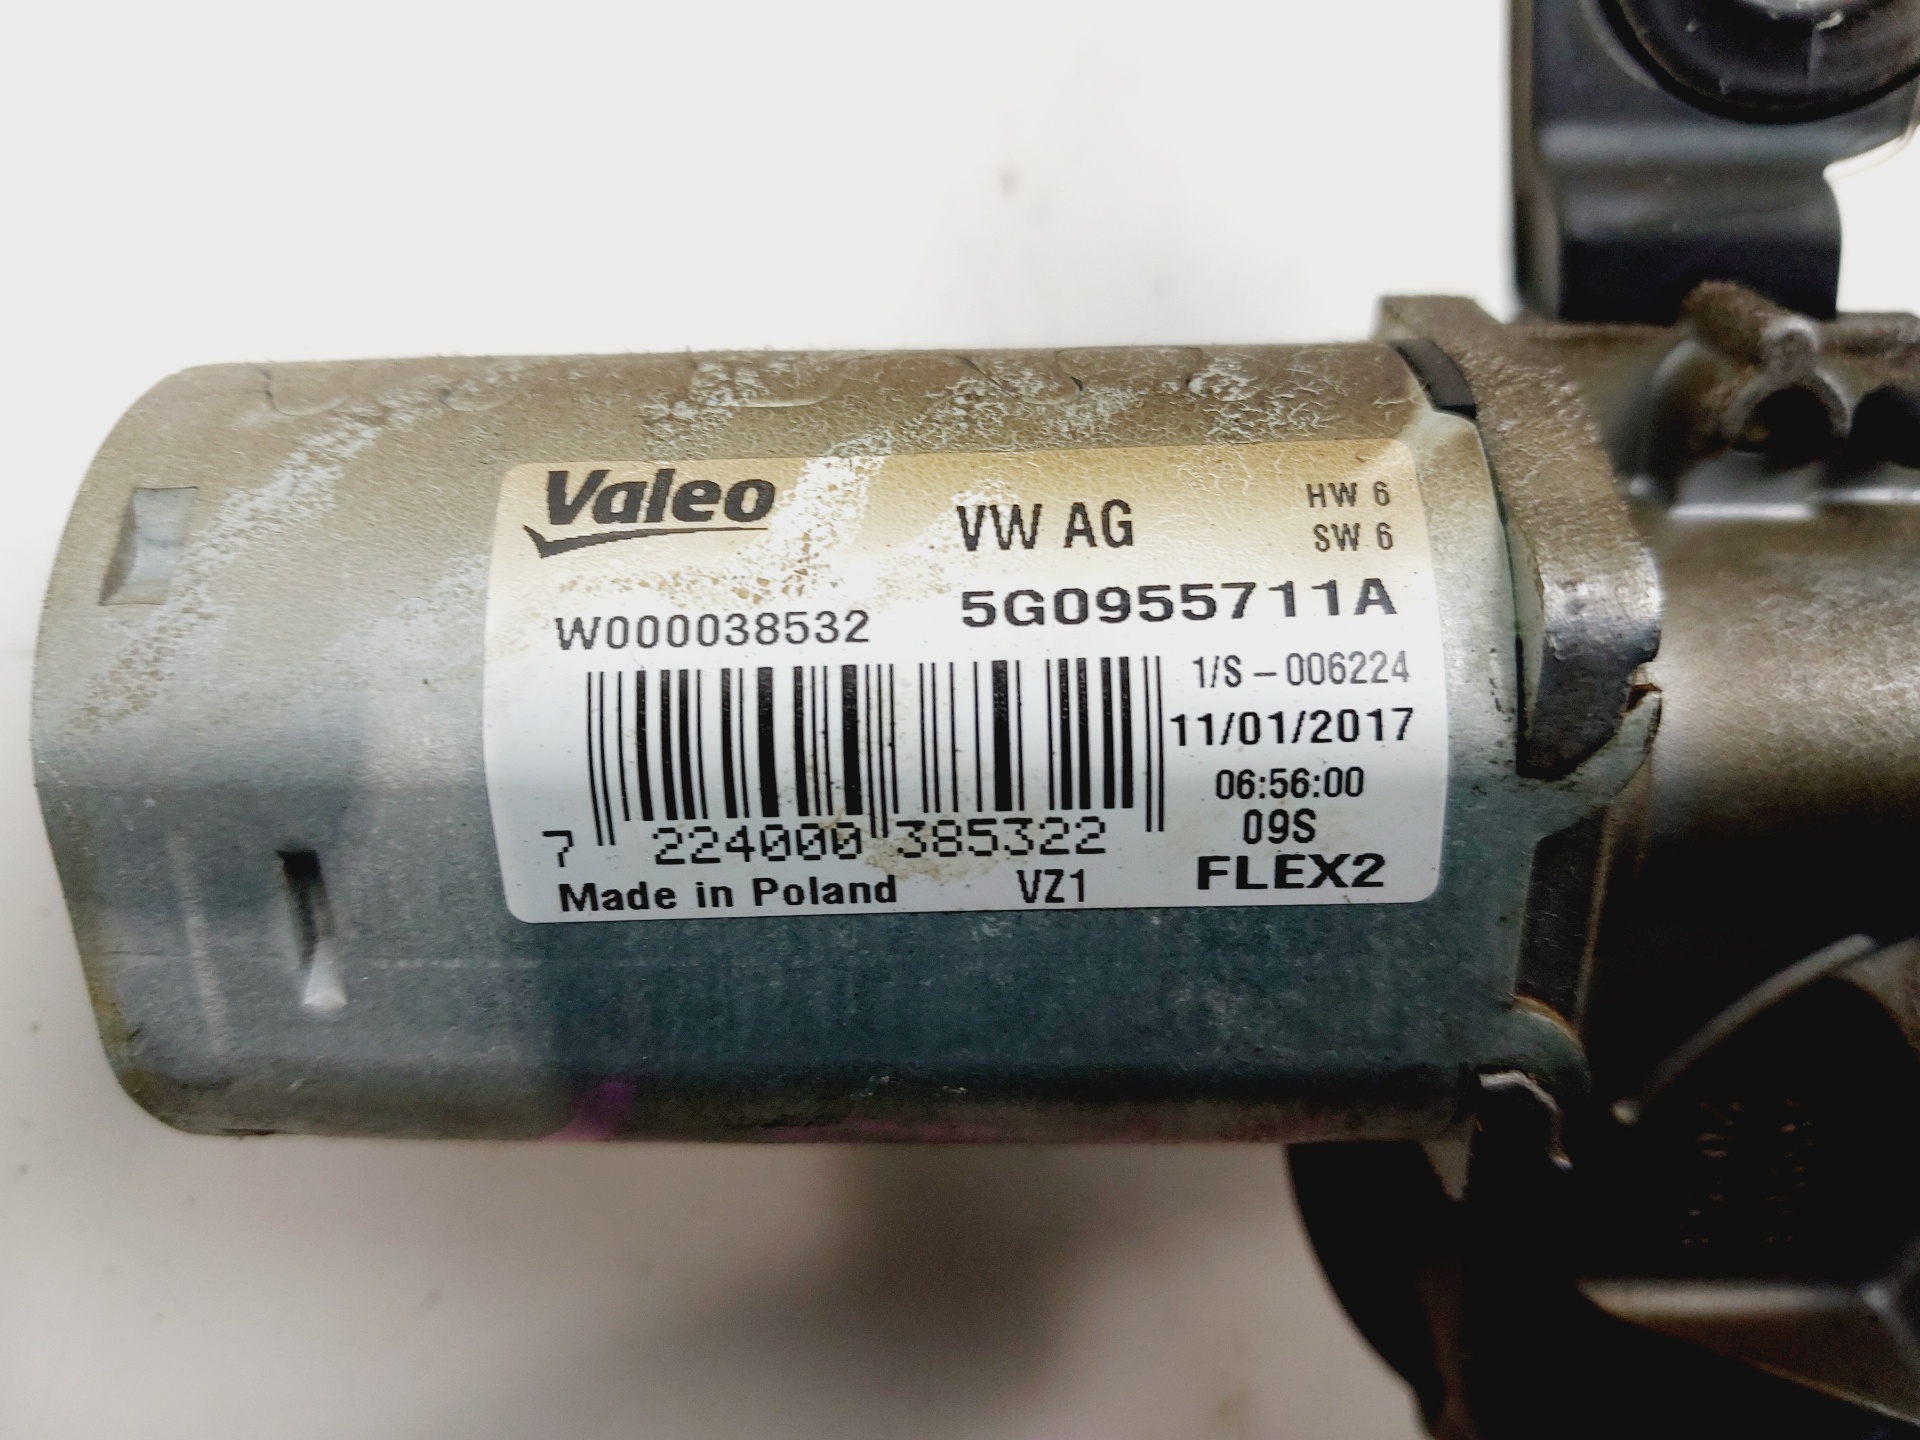 Valeo
VW AG
HW 6
SW 6
W000038532
5G0955711A
1/S - 006224
11/01/2017
06:56:00
09S
7 224000 385322
FLEX2
Made in Poland
VZ1